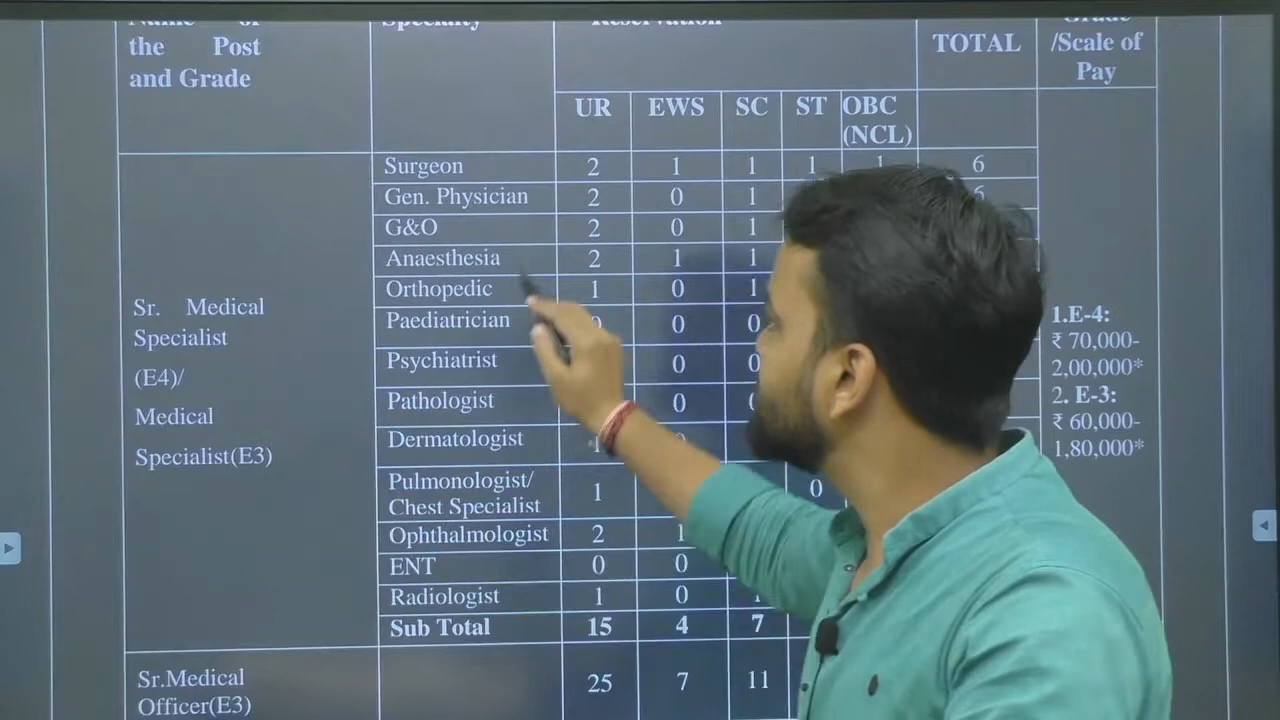 Name of
the Post
and Grade
Specialty
Reservation
TOTAL
Grade
/Scale of
Pay
UR EWS SC ST OBC
(NCL)
Surgeon 2 1 1 1 1 6
Gen. Physician 2 0 1
G&O 2 0 1
Anaesthesia 2 1 1
Orthopedic 1 0 1
Paediatrician 0 0
Psychiatrist 0 0
Pathologist 0
Dermatologist
Pulmonologist/
Chest Specialist 1 0
Ophthalmologist 2 1
ENT 0 0
Radiologist 1 0
Sub Total 15 4 7
Sr. Medical
Specialist
(E4)/
Medical
Specialist(E3)
1.E-4:
₹ 70,000-
2,00,000*
2. E-3:
₹ 60,000-
1,80,000*
Sr.Medical
Officer(E3)
25 7 11